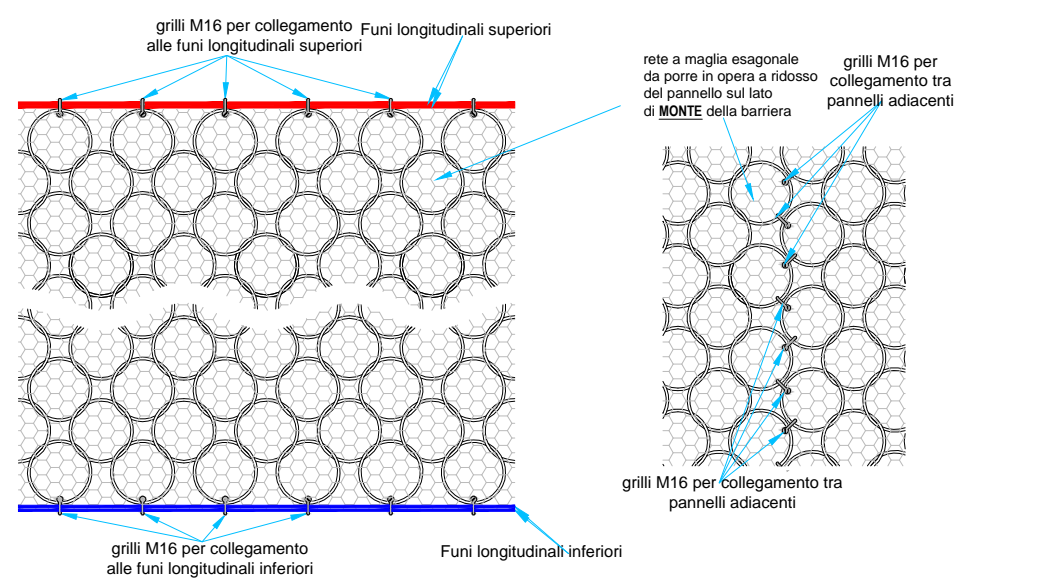 grilli M16 per collegamento
alle funi longitudinali superiori
Funi longitudinali superiori
rete a maglia esagonale
da porre in opera a ridosso
del pannello sul lato
di MONTE della barriera
grilli M16 per
collegamento tra
pannelli adiacenti
grilli M16 per collegamento tra
pannelli adiacenti
grilli M16 per collegamento
alle funi longitudinali inferiori
Funi longitudinali inferiori